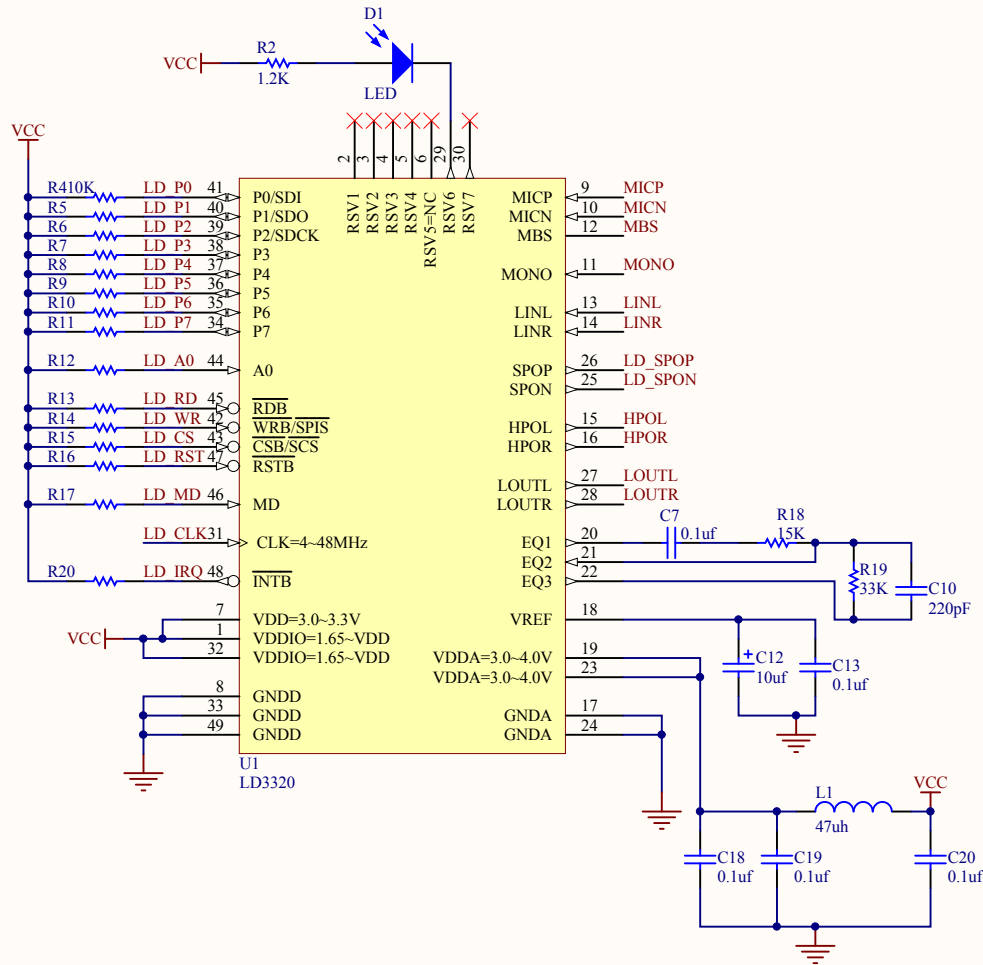 D1
VCC
R2
1.2K
LED
VCC
2
3
4
5
6
29
30
RSV1
RSV2
RSV3
RSV4
RSV5=NC
RSV6
RSV7
R4 10K LD_P0 41 P0/SDI
R5 LD_P1 40 P1/SDO
R6 LD_P2 39 P2/SDCK
R7 LD_P3 38 P3
R8 LD_P4 37 P4
R9 LD_P5 36 P5
R10 LD_P6 35 P6
R11 LD_P7 34 P7
R12 LD_A0 44 A0
R13 LD_RD 45 RDB
R14 LD_WR 42 WRB/SPIS
R15 LD_CS 43 CSB/SCS
R16 LD_RST 47 RSTB
R17 LD_MD 46 MD
LD_CLK 31 CLK=4~48MHz
R20 LD_IRQ 48 INTB
7 VDD=3.0~3.3V
VCC 1 VDDIO=1.65~VDD
32 VDDIO=1.65~VDD
8 GNDD
33 GNDD
49 GNDD
U1
LD3320
MICP 9 MICP
MICN 10 MICN
MBS 12 MBS
MONO 11 MONO
LINL 13 LINL
LINR 14 LINR
SPOP 26 LD_SPOP
SPON 25 LD_SPON
HPOL 15 HPOL
HPOR 16 HPOR
LOUTL 27 LOUTL
LOUTR 28 LOUTR
EQ1 20
EQ2 21
EQ3 22
C7
0.1uf
R18
15K
R19
33K
C10
220pF
VREF 18
VDDA=3.0~4.0V 19
VDDA=3.0~4.0V 23
GNDA 17
GNDA 24
+
C12
10uf
C13
0.1uf
L1
47uh
VCC
C18
0.1uf
C19
0.1uf
C20
0.1uf